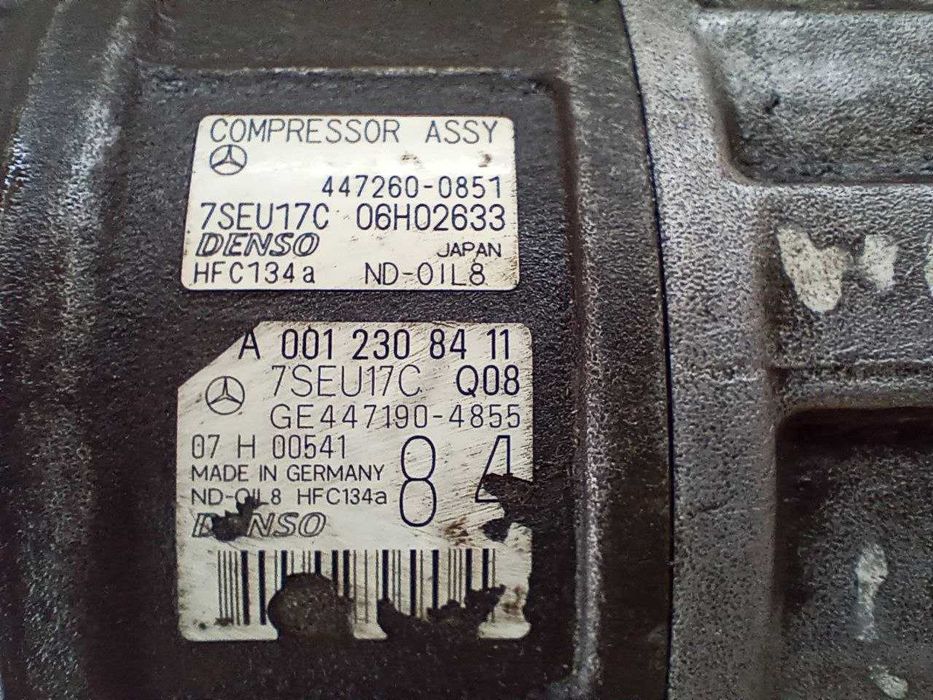 COMPRESSOR ASSY
447260-0851
7SEU17C 06H02633
DENSO JAPAN
HFC134a ND-OIL8
A 001 230 84 11
7SEU17C Q08
GE447190-4855
07 H 00541
84
MADE IN GERMANY
ND-OIL8 HFC134a
DENSO